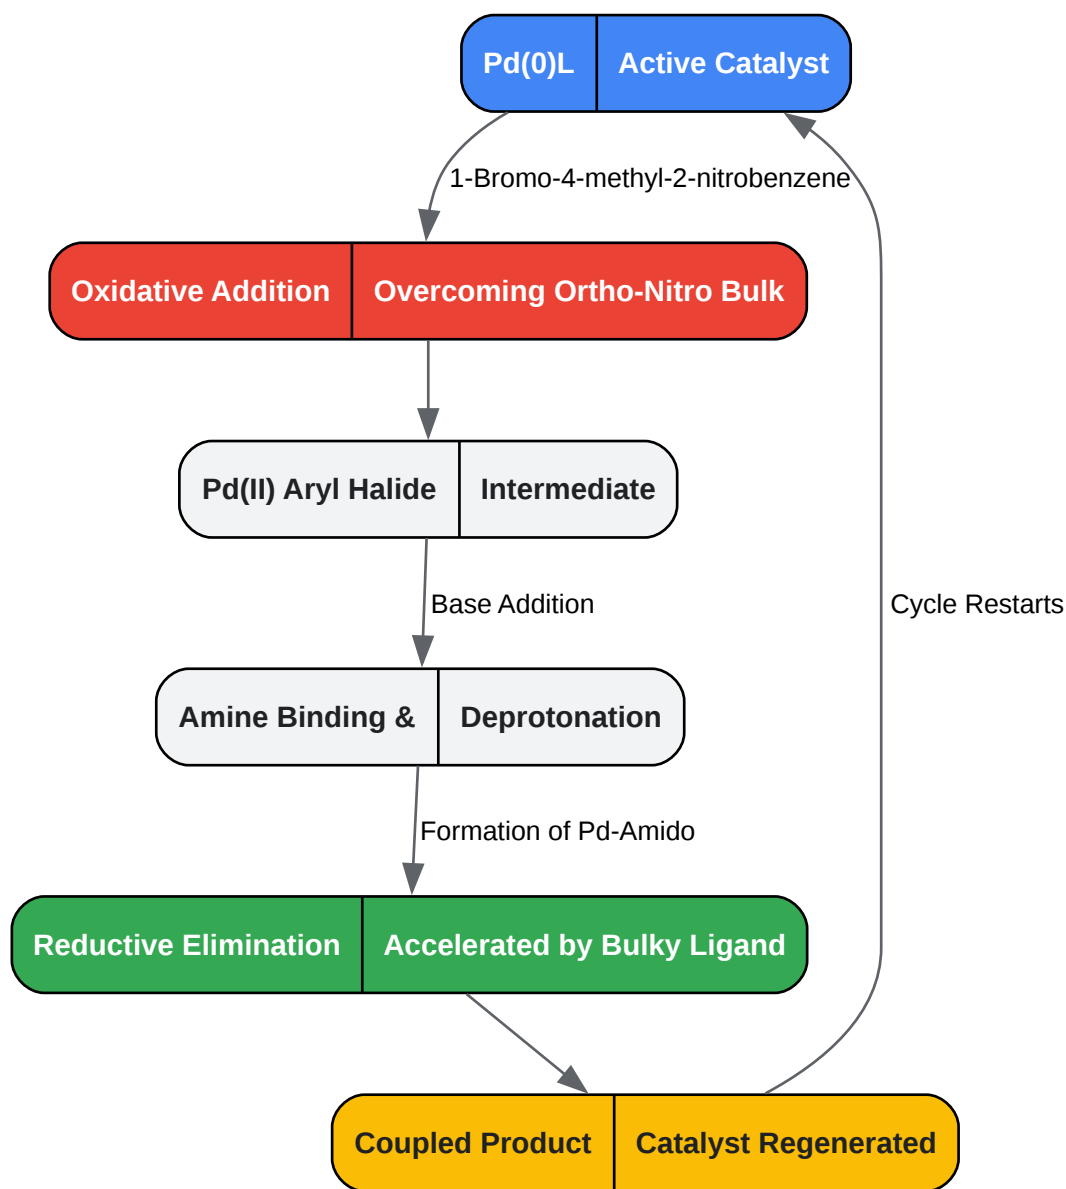 Pd(0)L Active Catalyst
1-Bromo-4-methyl-2-nitrobenzene
Oxidative Addition Overcoming Ortho-Nitro Bulk
Pd(II) Aryl Halide Intermediate
Base Addition
Cycle Restarts
Amine Binding & Deprotonation
Formation of Pd-Amido
Reductive Elimination Accelerated by Bulky Ligand
Coupled Product Catalyst Regenerated